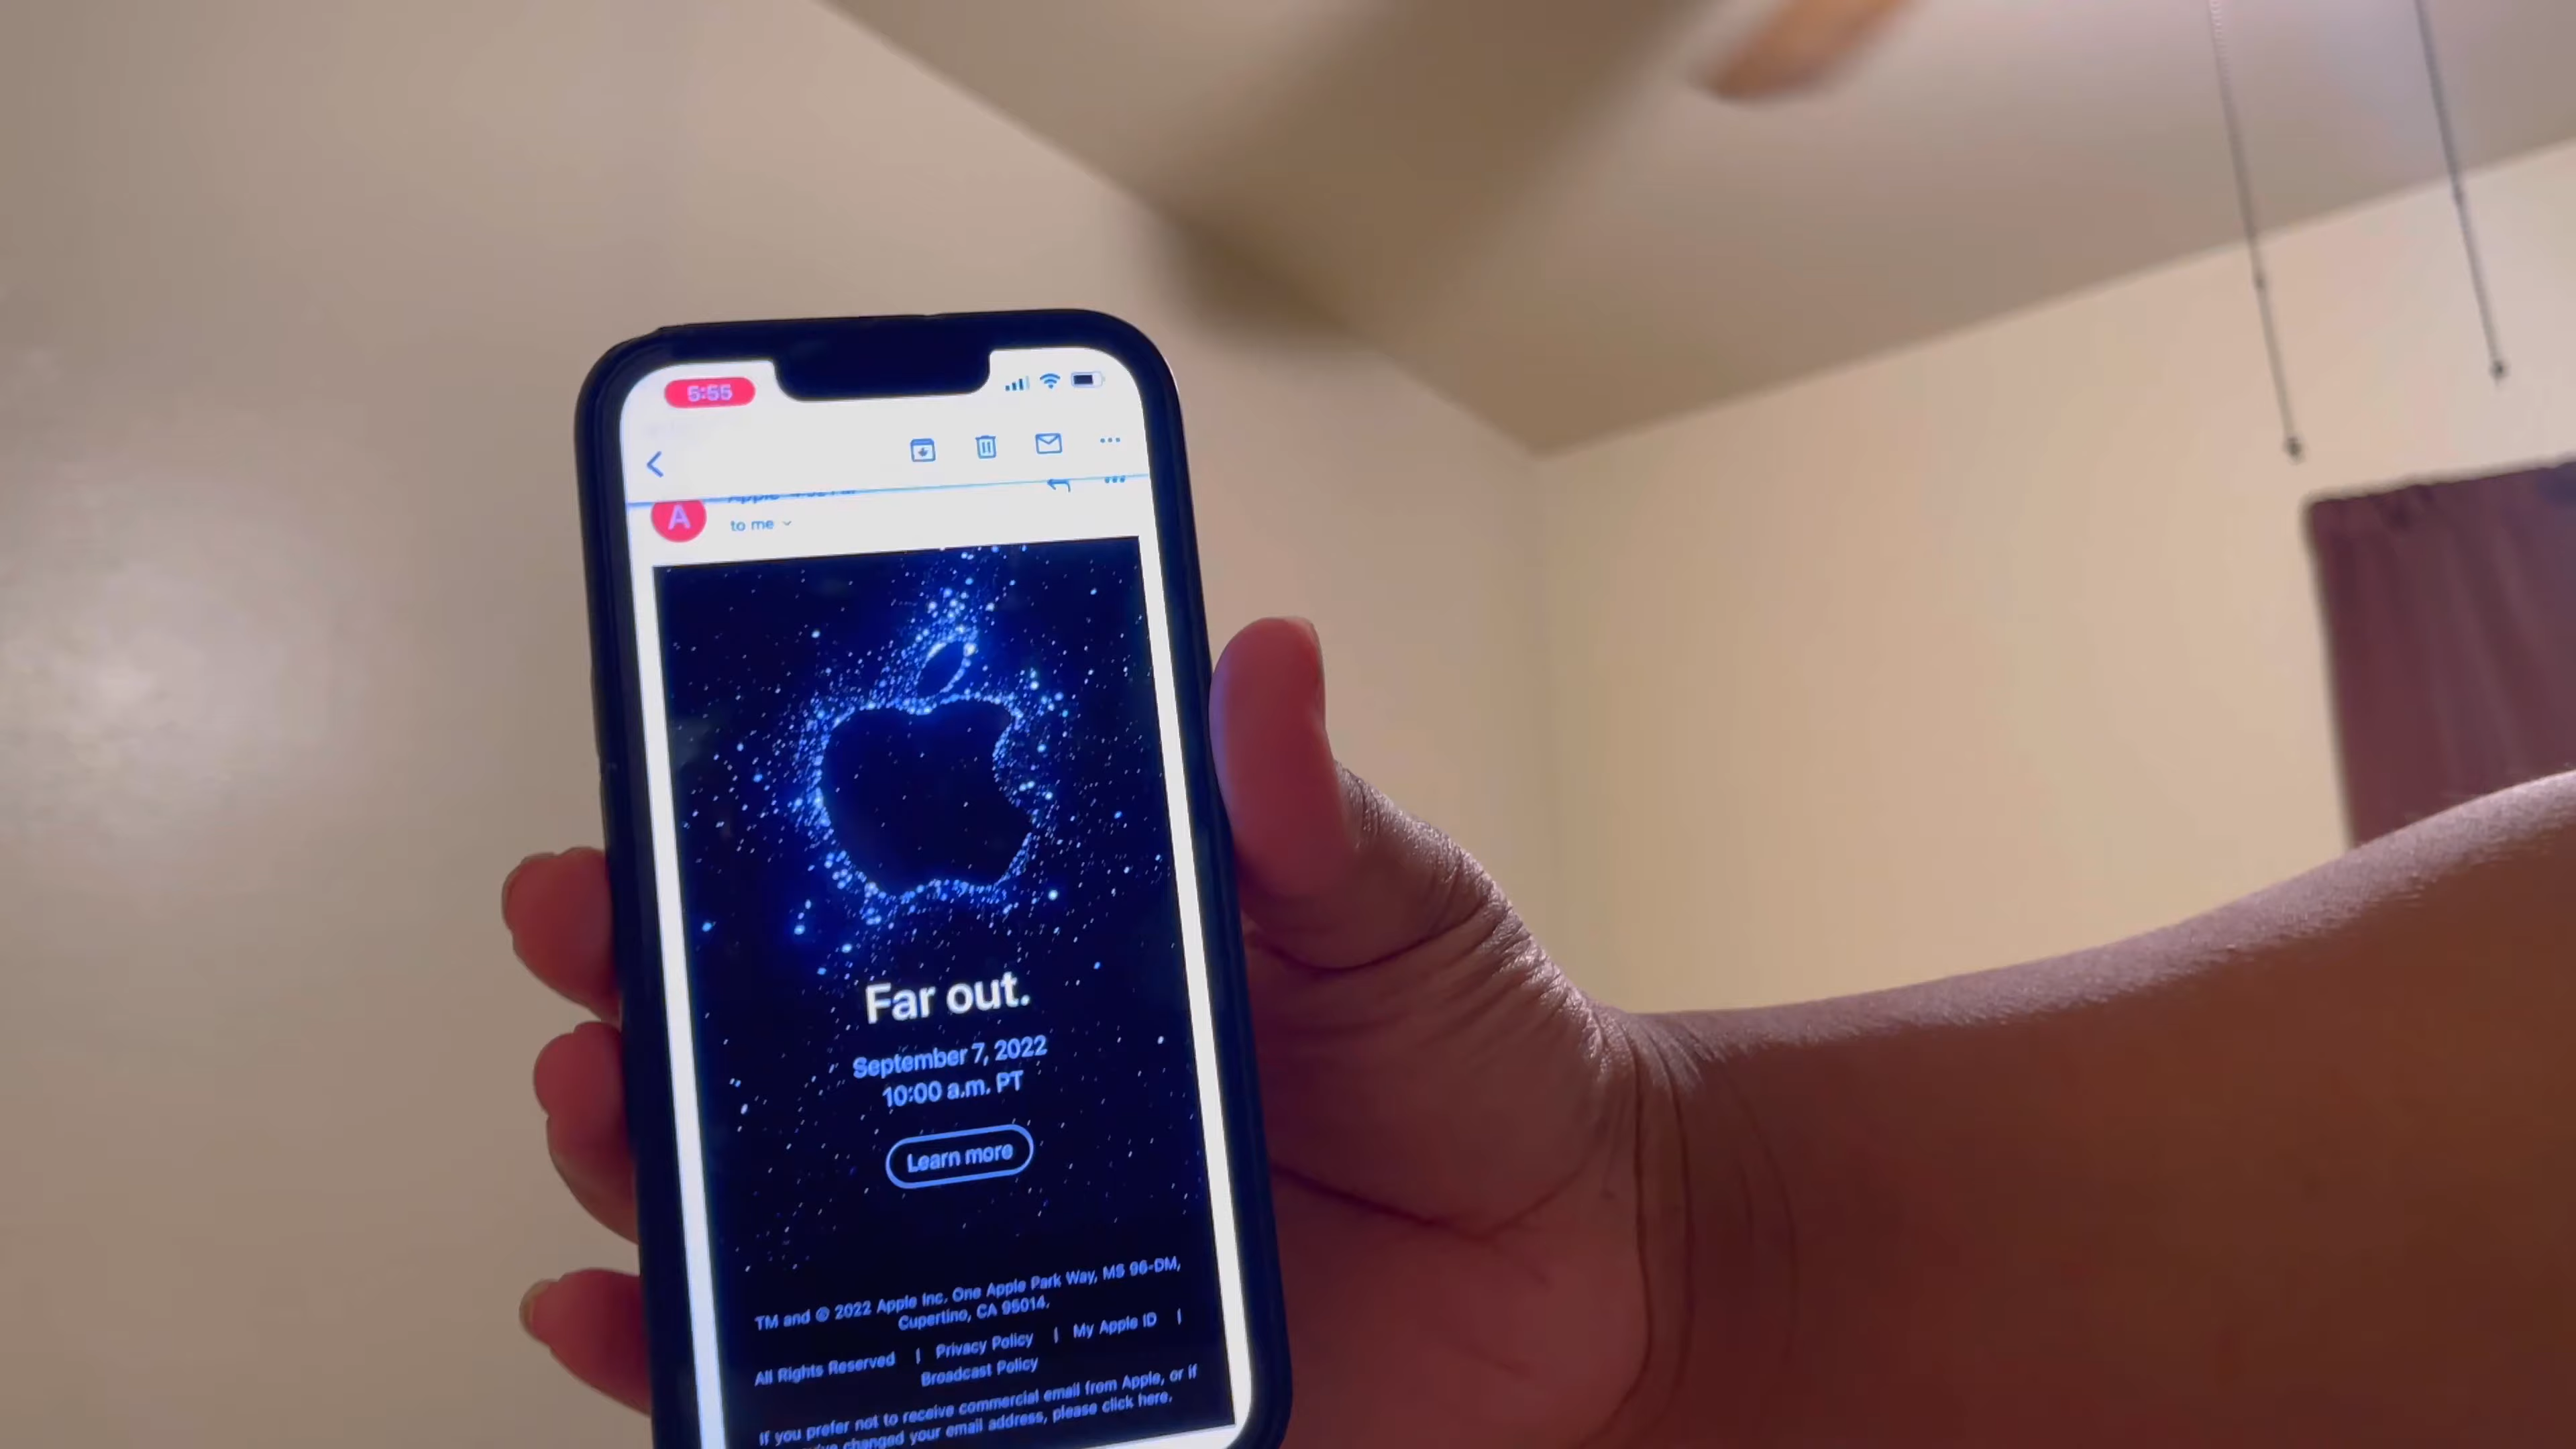 5:55
A
to me
Far out.
September 7, 2022
10:00 a.m. PT
Learn more
TM and © 2022 Apple Inc. One Apple Park Way, MS 96-DM,
Cupertino, CA 95014.
All Rights Reserved | Privacy Policy | My Apple ID |
Broadcast Policy
If you prefer not to receive commercial email from Apple, or if
changed your email address, please click here.